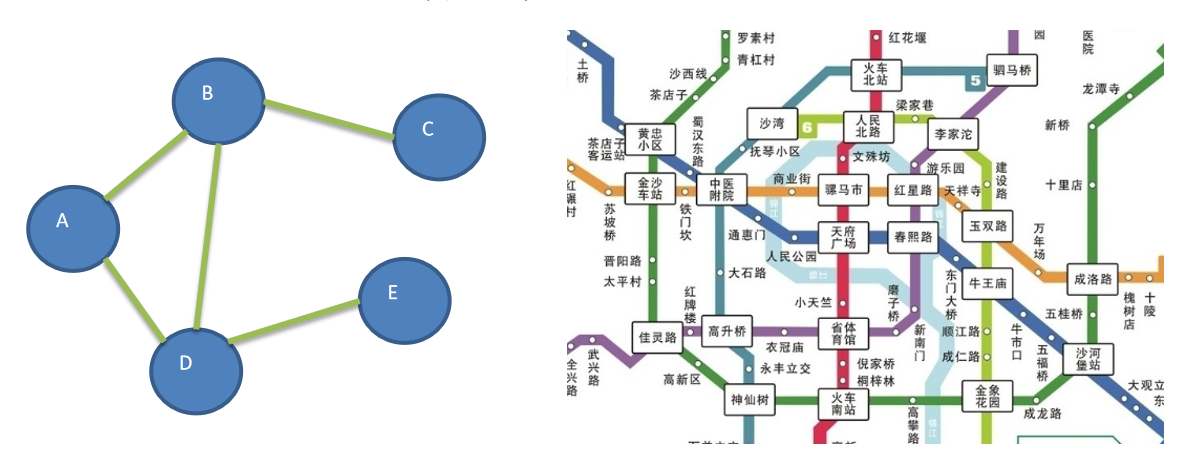 B
C
A
E
D
罗素村
青杠村
沙西线
茶店子
土桥
茶店子
客运站
黄忠
小区
蜀汉东路
红花堰
火车
北站
5
驷马桥
园
医院
龙潭寺
沙湾
6
人民
北路
梁家巷
李家沱
新桥
抚琴小区
文殊坊
游乐园
建设路
十里店
金沙
车站
中医
附院
商业街
骡马市
红星路
天祥寺
苏坡桥
铁门坎
锦江
玉双路
万年场
通惠门
人民公园
天府
广场
春熙路
晋阳路
太平村
大石路
东门大桥
牛王庙
成洛路
槐树店
十陵
红牌楼
小天竺
磨子桥
五桂桥
佳灵路
高升桥
衣冠庙
省体
育馆
新南门
顺江路
成仁路
牛市口
五福桥
沙河
堡站
全兴路
武兴路
高新区
永丰立交
倪家桥
桐梓林
神仙树
火车
南站
高攀路
锦江
金象
花园
成龙路
大观立
东